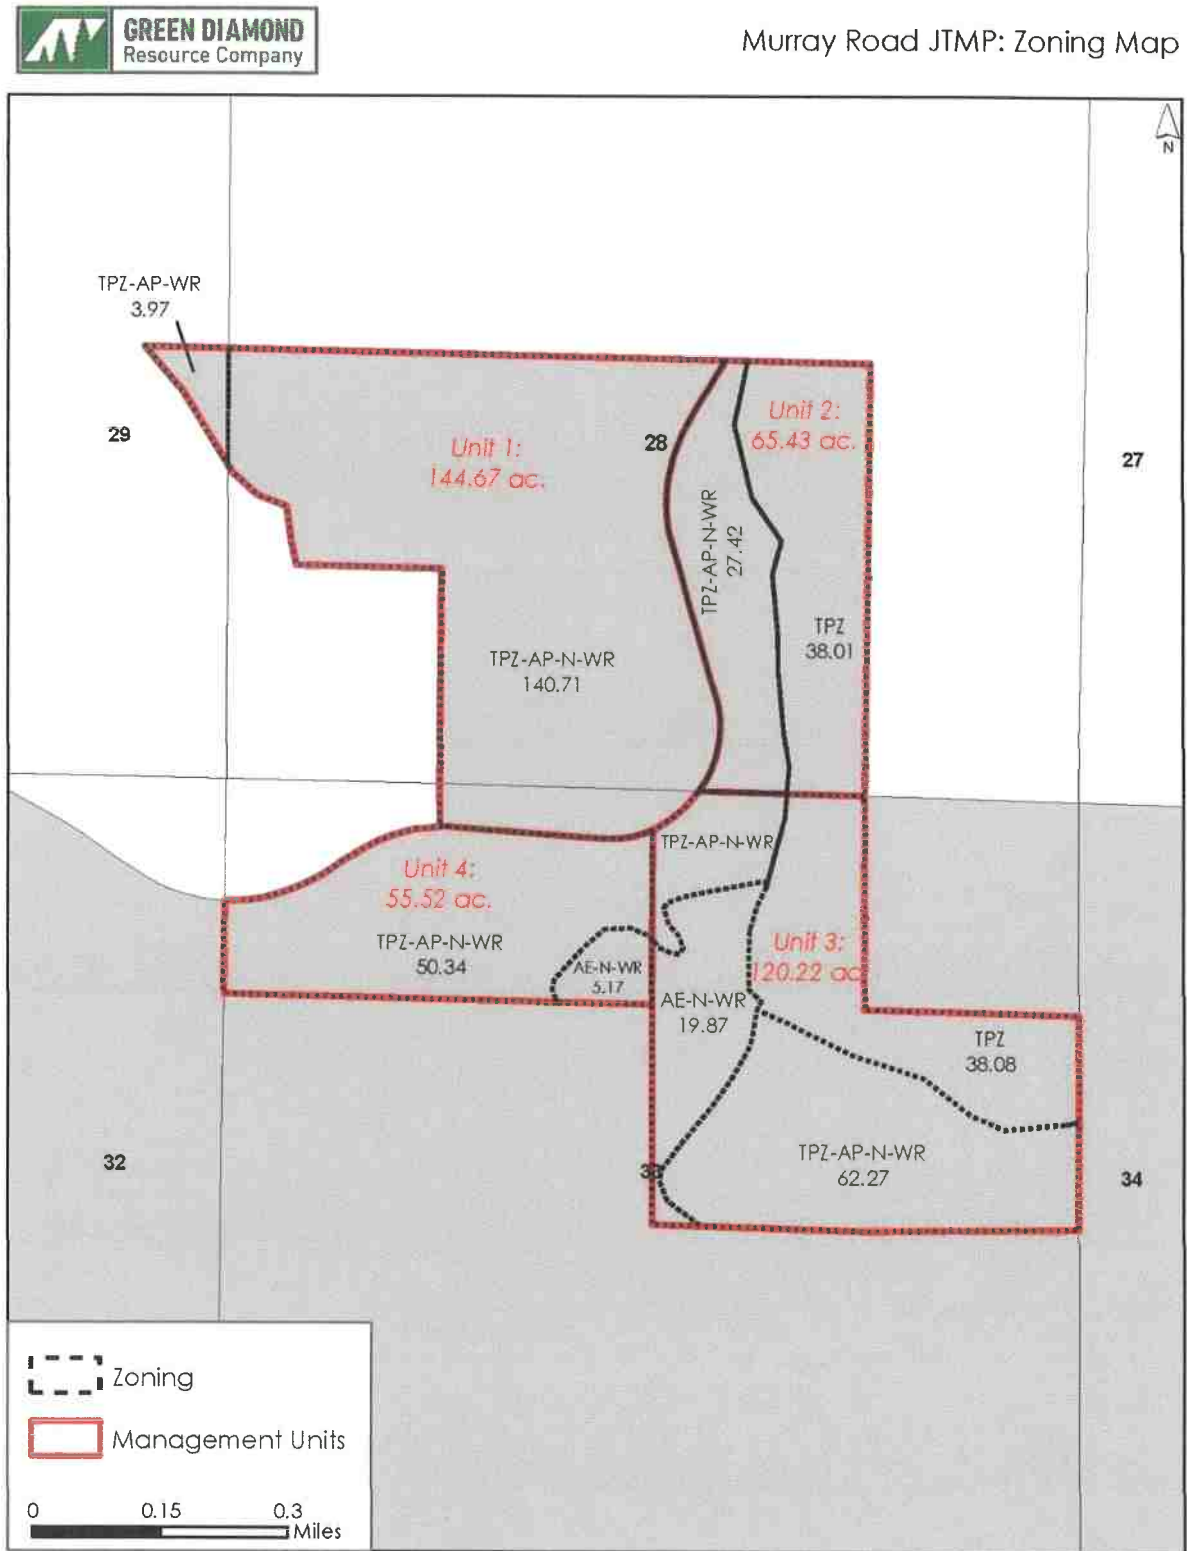 GREEN DIAMOND
Resource Company
Murray Road JTMP: Zoning Map
N
TPZ-AP-WR
3.97
29
Unit 1:
144.67 ac.
28
Unit 2:
65.43 ac.
27
TPZ-AP-N-WR
27.42
TPZ
38.01
TPZ-AP-N-WR
140.71
TPZ-AP-N-WR
Unit 4:
55.52 ac.
TPZ-AP-N-WR
50.34
AE-N-WR
5.17
Unit 3:
120.22 ac
AE-N-WR
19.87
TPZ
38.08
32
33
TPZ-AP-N-WR
62.27
34
Zoning
Management Units
0 0.15 0.3
Miles